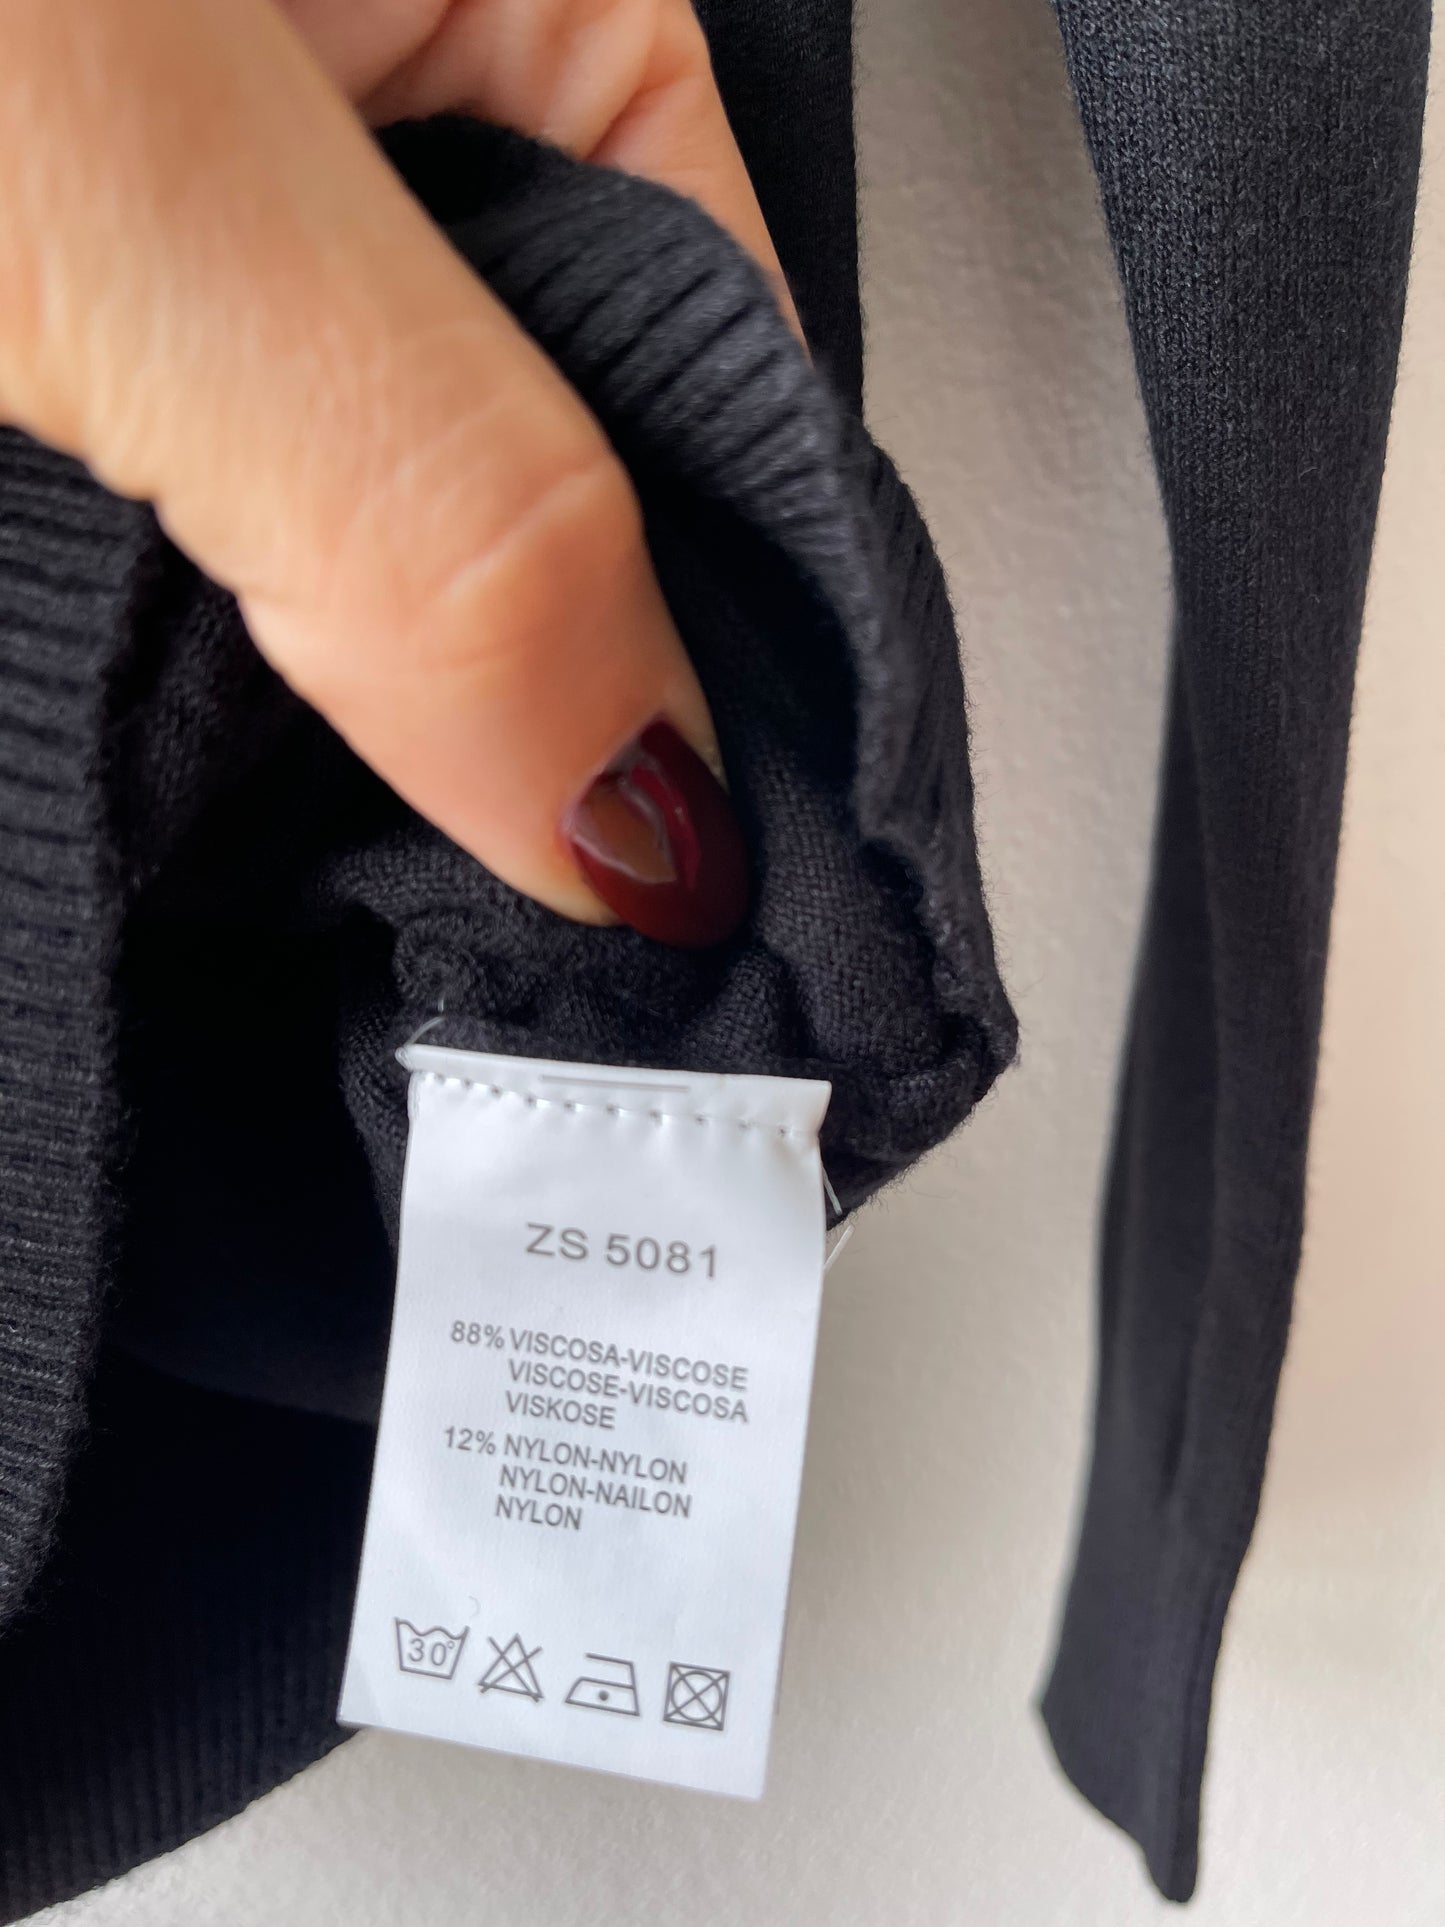 ZS 5081
88% VISCOSA-VISCOSE
VISCOSE-VISCOSA
VISKOSE
12% NYLON-NYLON
NYLON-NAILON
NYLON
30°